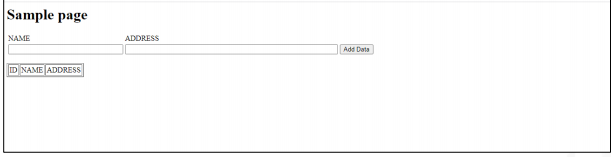 Sample page
NAME ADDRESS
Add Data
ID NAME ADDRESS